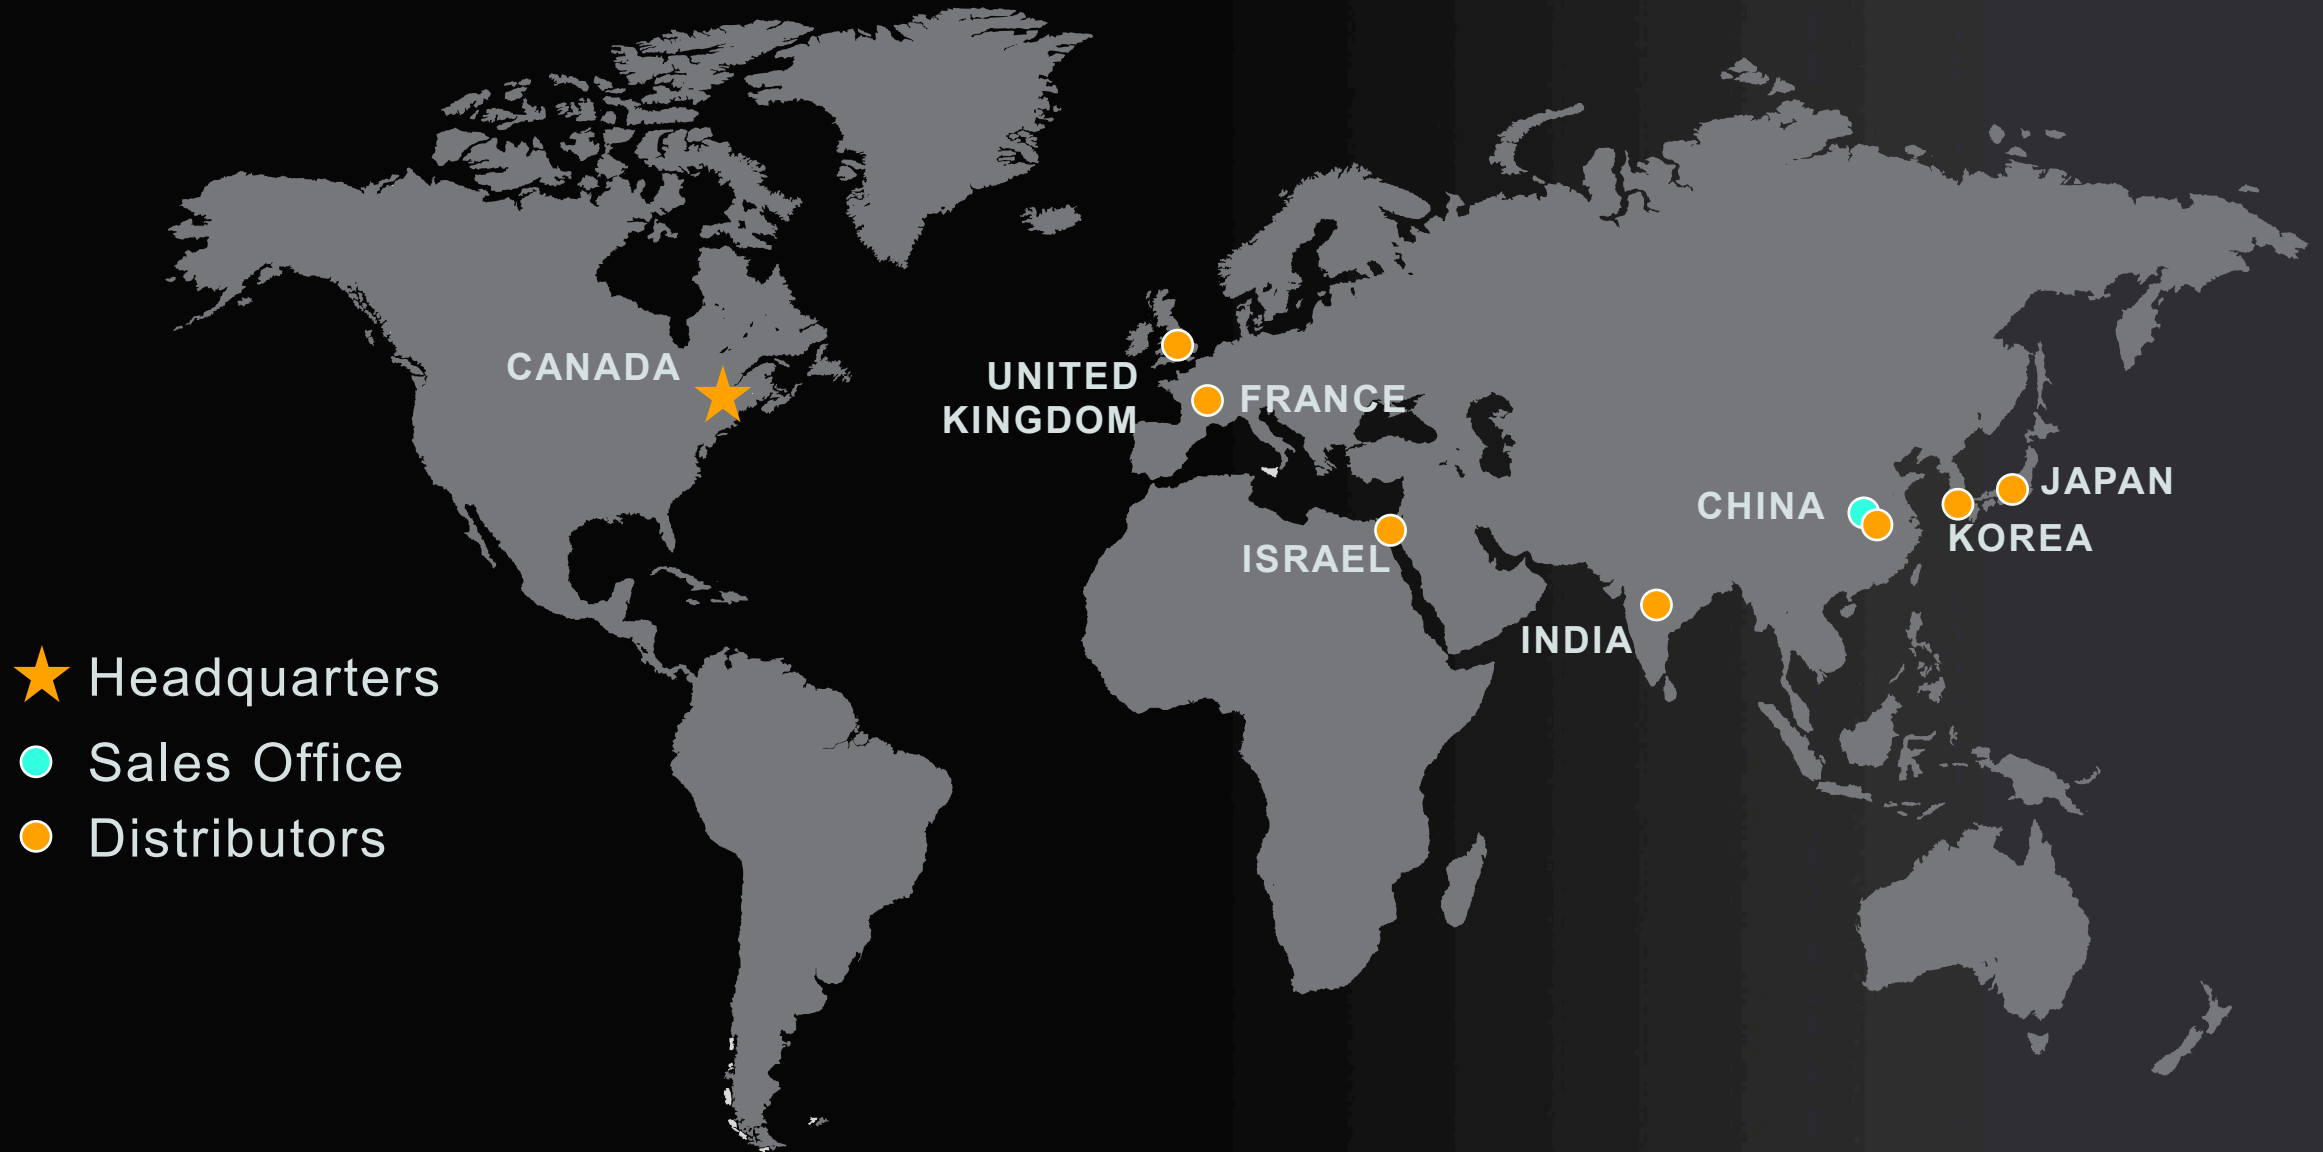 CANADA
UNITED
KINGDOM
FRANCE
JAPAN
CHINA
KOREA
ISRAEL
INDIA
Headquarters
Sales Office
Distributors